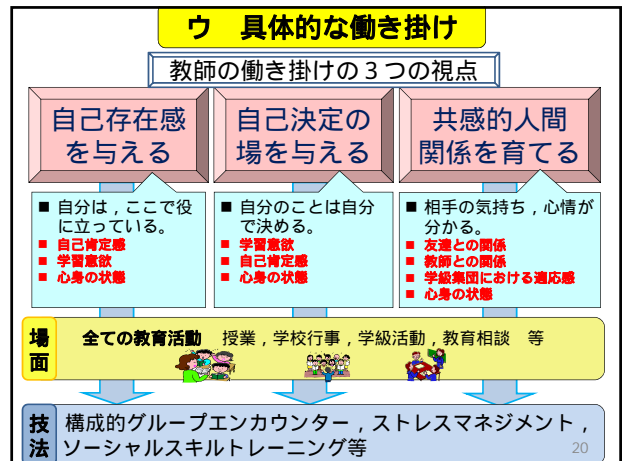 ウ 具体的な働き掛け
教師の働き掛けの３つの視点
自己存在感
を与える
自己決定の
場を与える
共感的人間
関係を育てる
■ 自分は，ここで役
に立っている。
■ 自己肯定感
■ 学習意欲
■ 心身の状態
■ 自分のことは自分
で決める。
■ 学習意欲
■ 自己肯定感
■ 心身の状態
■ 相手の気持ち，心情が
分かる。
■ 友達との関係
■ 教師との関係
■ 学級集団における適応感
■ 心身の状態
場面
全ての教育活動 授業，学校行事，学級活動，教育相談 等
技法
構成的グループエンカウンター，ストレスマネジメント，
ソーシャルスキルトレーニング等
20